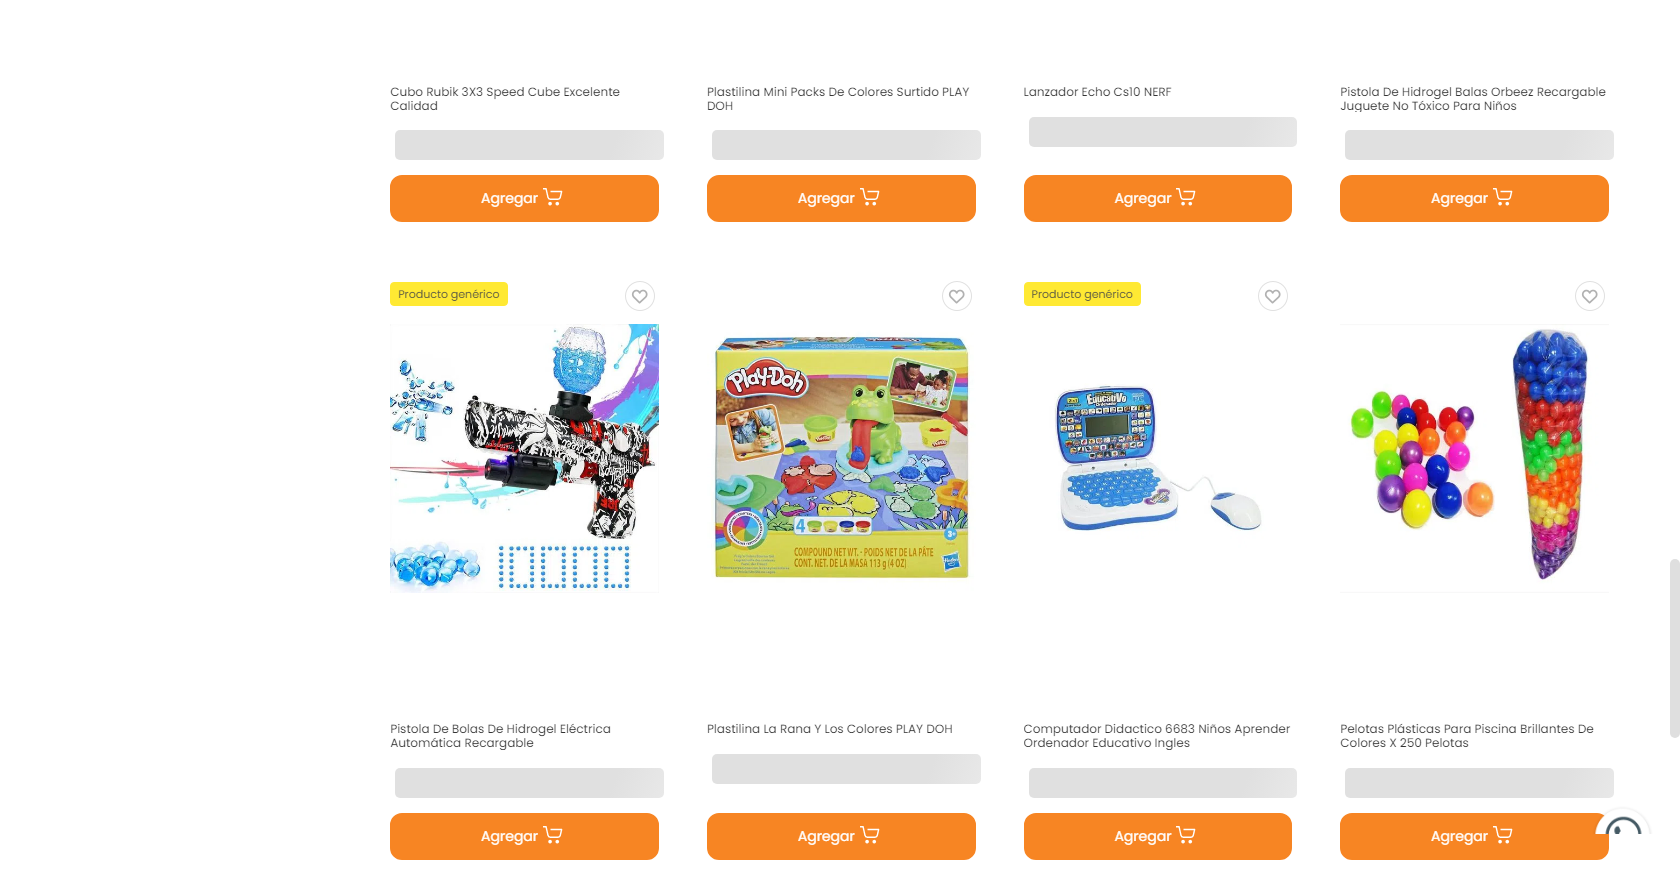 Cubo Rubik 3X3 Speed Cube Excelente
Calidad
Plastilina Mini Packs De Colores Surtido PLAY
DOH
Lanzador Echo Cs10 NERF
Pistola De Hidrogel Balas Orbeez Recargable
Juguete No Tóxico Para Niños
Agregar
Agregar
Agregar
Agregar
Producto genérico
Producto genérico
Play-Doh
4
3+
COMPOUND NET WT. · POIDS NET DE LA PÂTE
CONT. NET. DE LA MASA 113 g (4 OZ)
Educativo
Pistola De Bolas De Hidrogel Eléctrica
Automática Recargable
Plastilina La Rana Y Los Colores PLAY DOH
Computador Didactico 6683 Niños Aprender
Ordenador Educativo Ingles
Pelotas Plásticas Para Piscina Brillantes De
Colores X 250 Pelotas
Agregar
Agregar
Agregar
Agregar